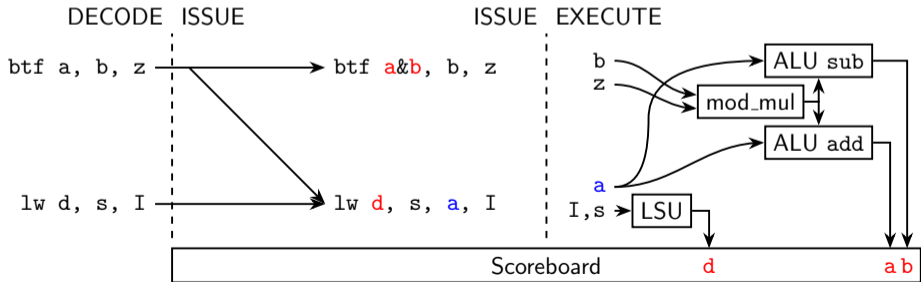 DECODE ISSUE ISSUE EXECUTE
btf a, b, z btf a&b, b, z b ALU sub
z mod_mul
ALU add
a
lw d, s, I lw d, s, a, I I,s LSU
Scoreboard d a b